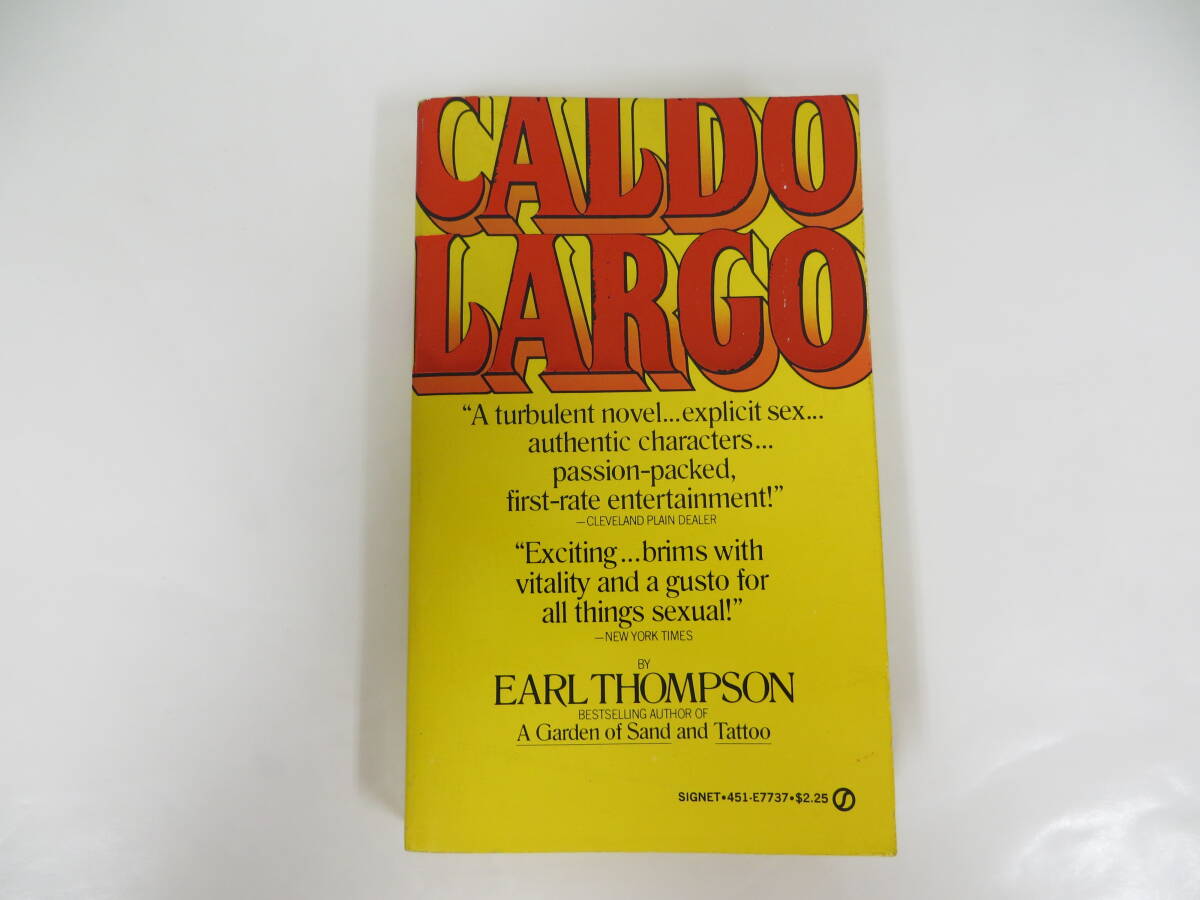 CALDO
LARGO
“A turbulent novel...explicit sex...
authentic characters...
passion-packed,
first-rate entertainment!”
—CLEVELAND PLAIN DEALER
“Exciting...brims with
vitality and a gusto for
all things sexual!”
—NEW YORK TIMES
BY
EARL THOMPSON
BESTSELLING AUTHOR OF
A Garden of Sand and Tattoo
SIGNET•451-E7737•$2.25